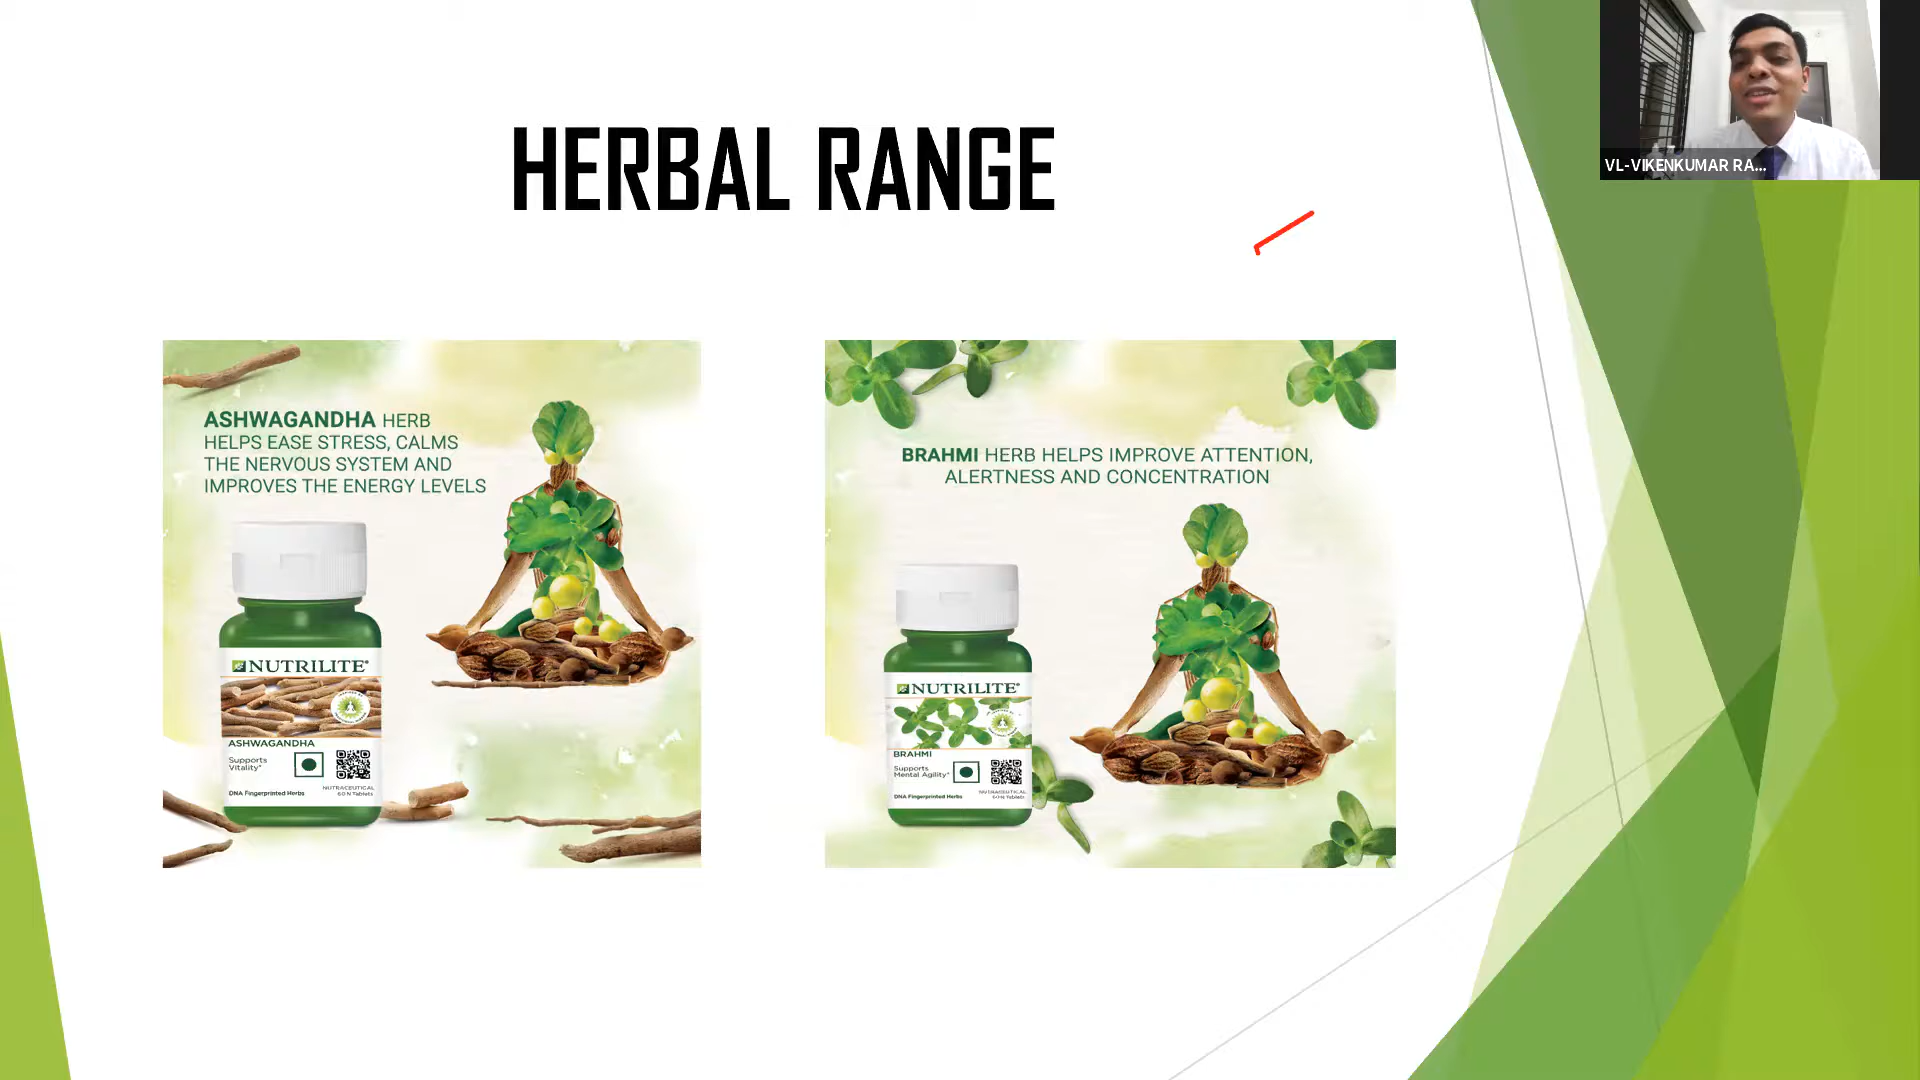 HERBAL RANGE
VL-VIKENKUMAR RA...
ASHWAGANDHA HERB
HELPS EASE STRESS, CALMS
THE NERVOUS SYSTEM AND
IMPROVES THE ENERGY LEVELS
NUTRILITE®
ASHWAGANDHA
Supports
Vitality*
DNA Fingerprinted Herbs
NUTRACEUTICAL
60 N Tablets
BRAHMI HERB HELPS IMPROVE ATTENTION,
ALERTNESS AND CONCENTRATION
NUTRILITE®
BRAHMI
Supports
Mental Agility*
DNA Fingerprinted Herbs
NUTRACEUTICAL
60 N Tablets